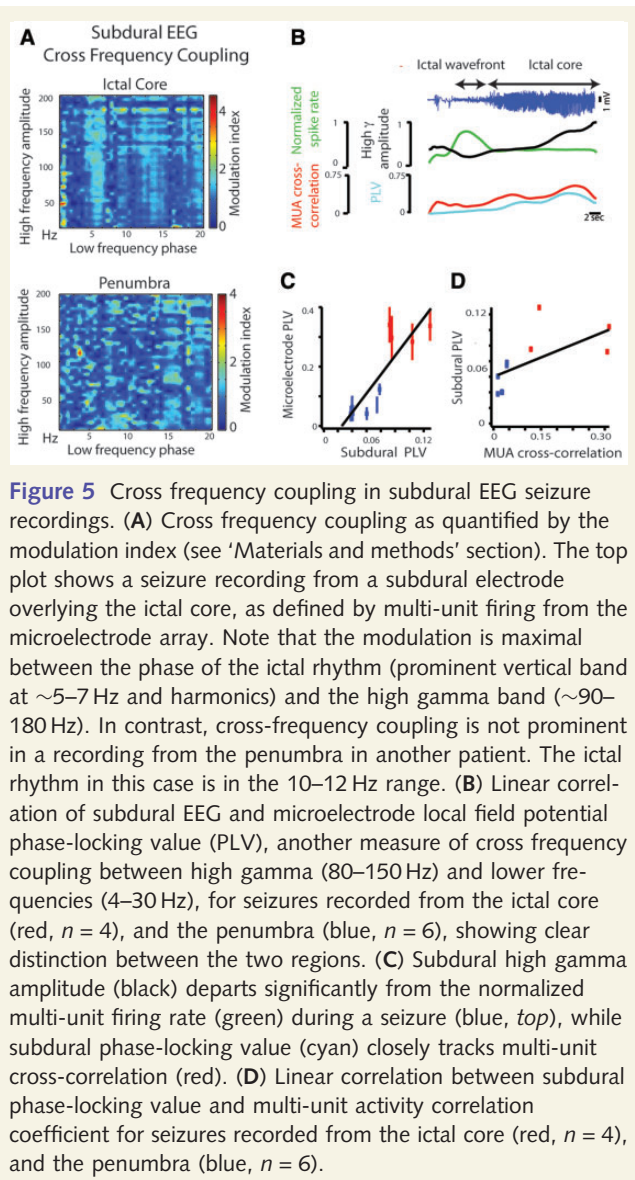 A
Subdural EEG
Cross Frequency Coupling
Ictal Core
High frequency amplitude
200
150
100
50
Hz
5
10
15
20
Low frequency phase
4
2
0
Modulation index
Penumbra
High frequency amplitude
200
150
100
50
Hz
5
10
15
20
Low frequency phase
4
2
0
Modulation index
B
Ictal wavefront
Ictal core
1 mV
Normalized
spike rate
1
0
High γ
amplitude
1
0
MUA cross-
correlation
0.75
0
PLV
0.75
0
2 sec
C
Microelectrode PLV
0.4
0.2
0
0
0.06
0.12
Subdural PLV
D
Subdural PLV
0.12
0.06
0
0
0.15
0.30
MUA cross-correlation
Figure 5 Cross frequency coupling in subdural EEG seizure
recordings. (A) Cross frequency coupling as quantified by the
modulation index (see ‘Materials and methods’ section). The top
plot shows a seizure recording from a subdural electrode
overlying the ictal core, as defined by multi-unit firing from the
microelectrode array. Note that the modulation is maximal
between the phase of the ictal rhythm (prominent vertical band
at ~5–7 Hz and harmonics) and the high gamma band (~90–
180 Hz). In contrast, cross-frequency coupling is not prominent
in a recording from the penumbra in another patient. The ictal
rhythm in this case is in the 10–12 Hz range. (B) Linear correl-
ation of subdural EEG and microelectrode local field potential
phase-locking value (PLV), another measure of cross frequency
coupling between high gamma (80–150 Hz) and lower fre-
quencies (4–30 Hz), for seizures recorded from the ictal core
(red, n = 4), and the penumbra (blue, n = 6), showing clear
distinction between the two regions. (C) Subdural high gamma
amplitude (black) departs significantly from the normalized
multi-unit firing rate (green) during a seizure (blue, top), while
subdural phase-locking value (cyan) closely tracks multi-unit
cross-correlation (red). (D) Linear correlation between subdural
phase-locking value and multi-unit activity correlation
coefficient for seizures recorded from the ictal core (red, n = 4),
and the penumbra (blue, n = 6).